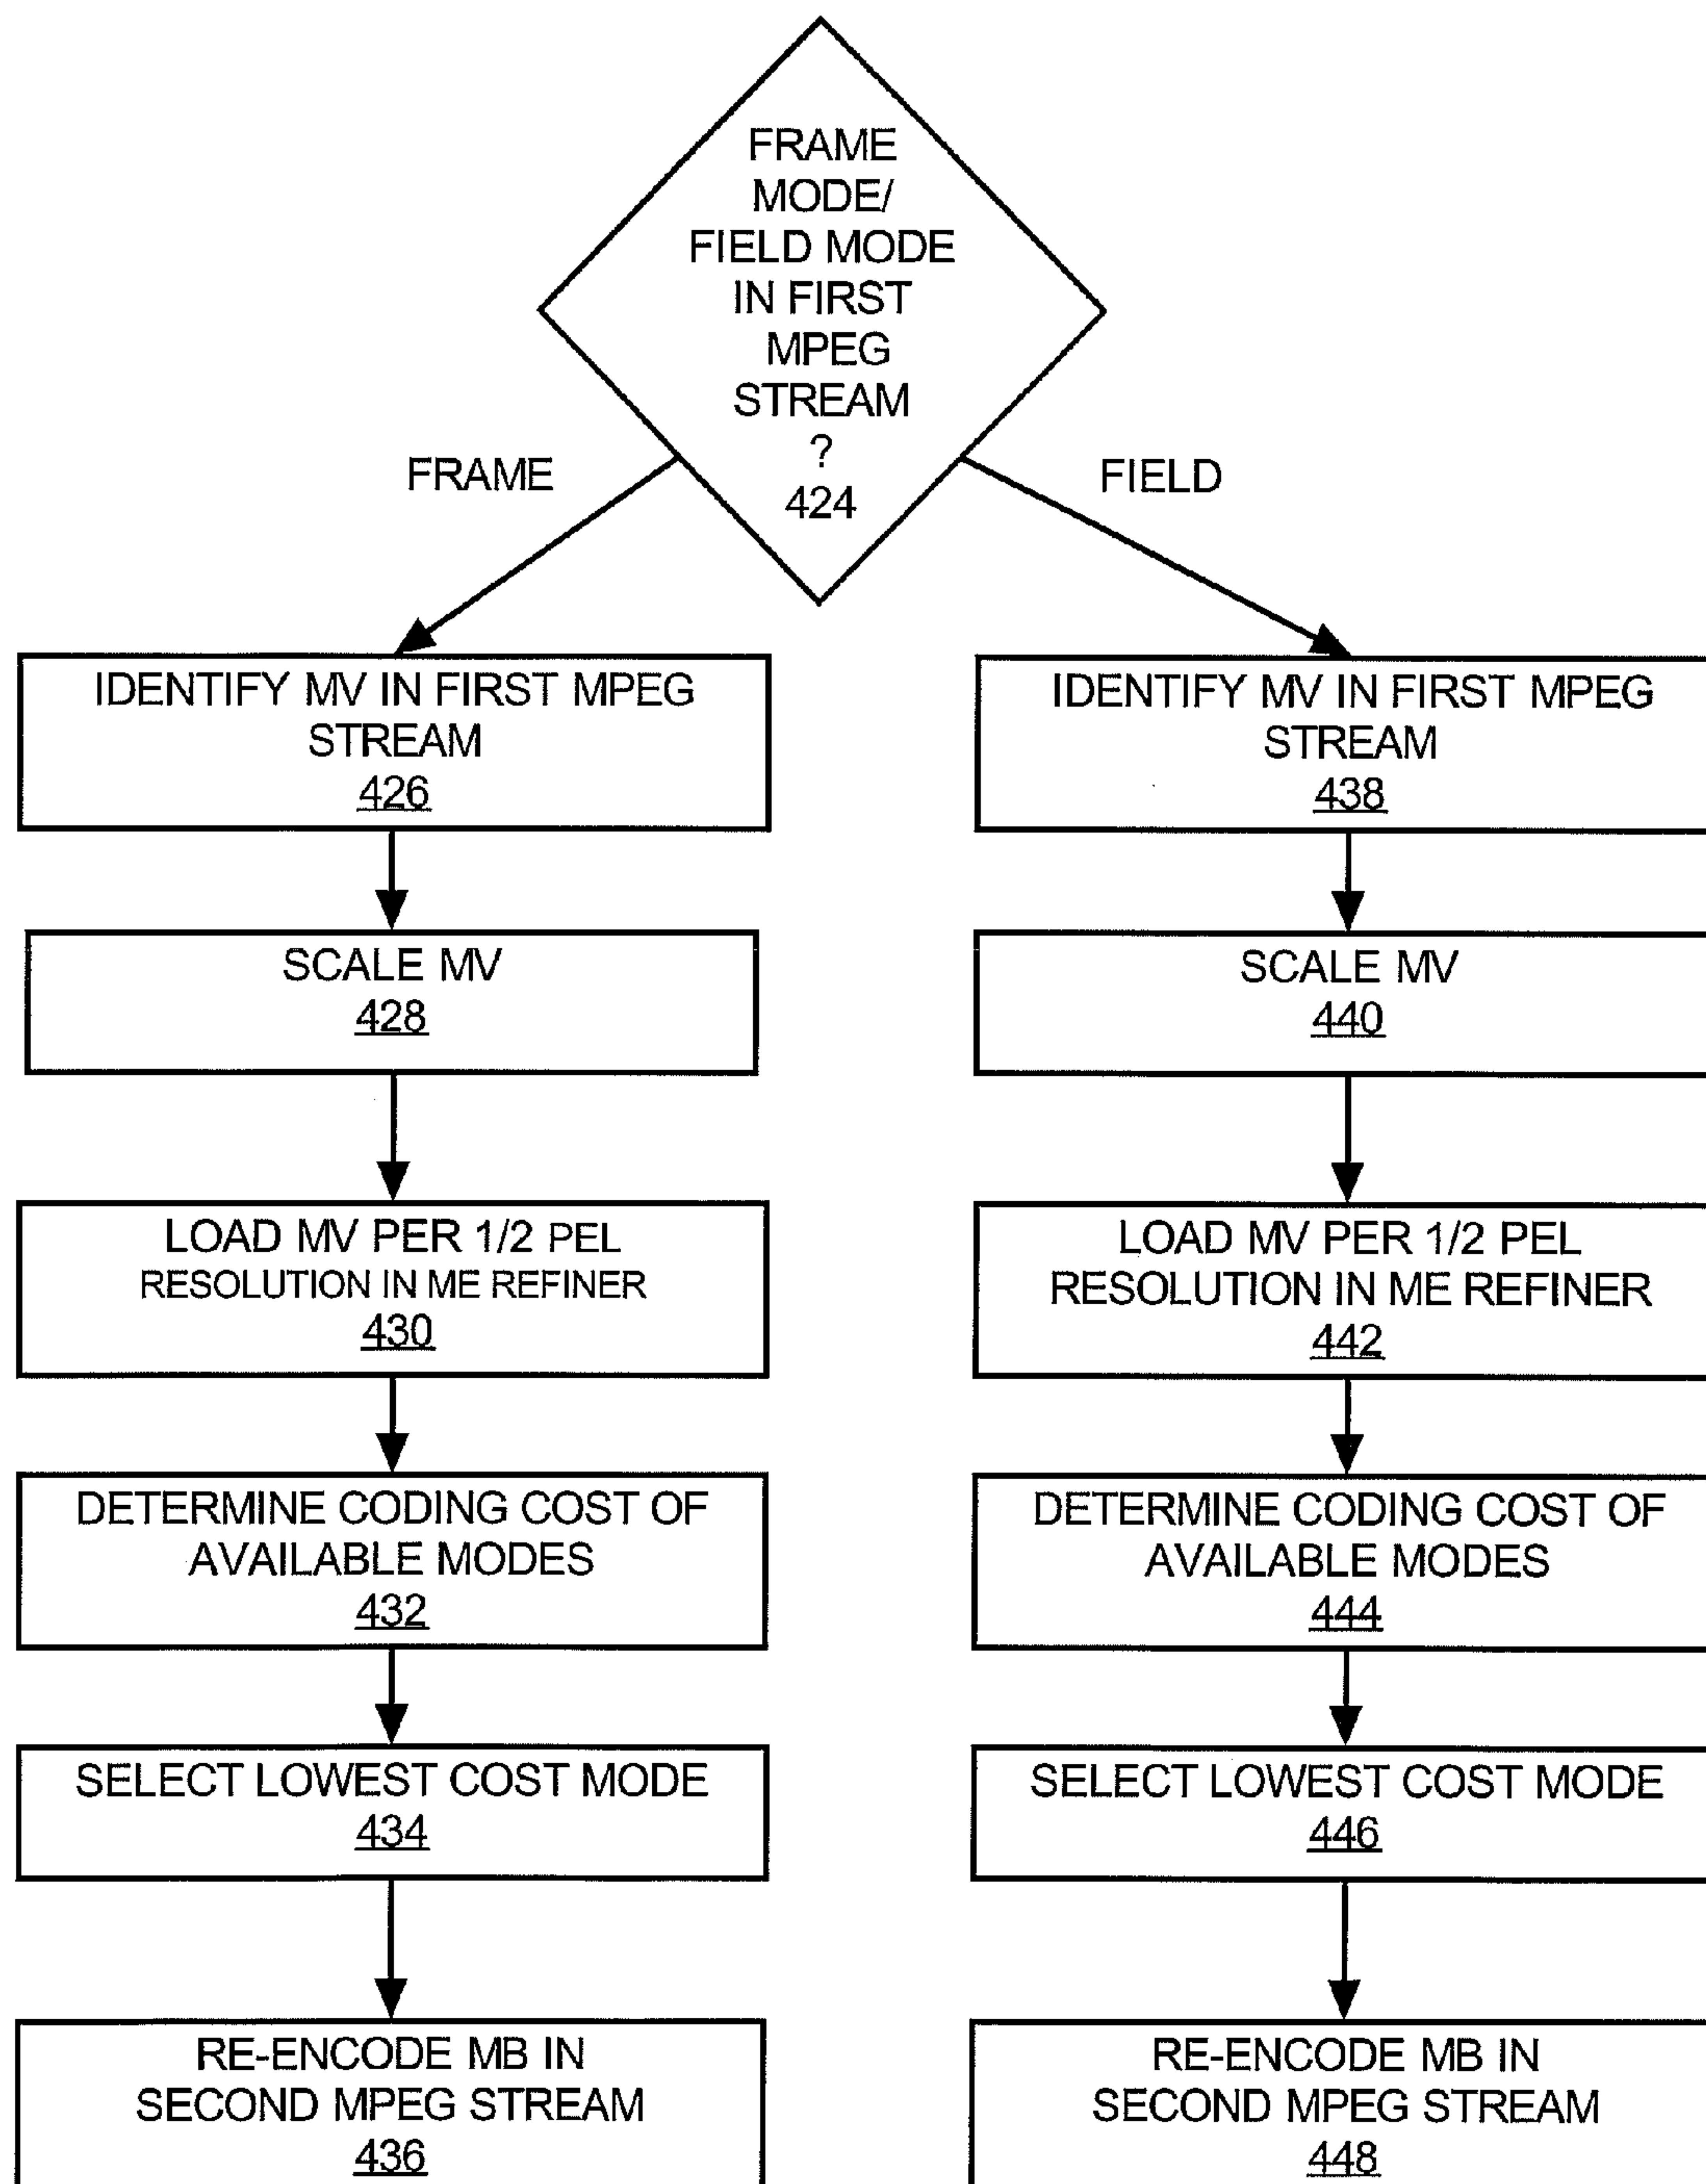 FRAME
MODE/
FIELD MODE
IN FIRST
MPEG
STREAM
?
424
FRAME
FIELD
IDENTIFY MV IN FIRST MPEG
STREAM
426
SCALE MV
428
LOAD MV PER 1/2 PEL
RESOLUTION IN ME REFINER
430
DETERMINE CODING COST OF
AVAILABLE MODES
432
SELECT LOWEST COST MODE
434
RE-ENCODE MB IN
SECOND MPEG STREAM
436
IDENTIFY MV IN FIRST MPEG
STREAM
438
SCALE MV
440
LOAD MV PER 1/2 PEL
RESOLUTION IN ME REFINER
442
DETERMINE CODING COST OF
AVAILABLE MODES
444
SELECT LOWEST COST MODE
446
RE-ENCODE MB IN
SECOND MPEG STREAM
448